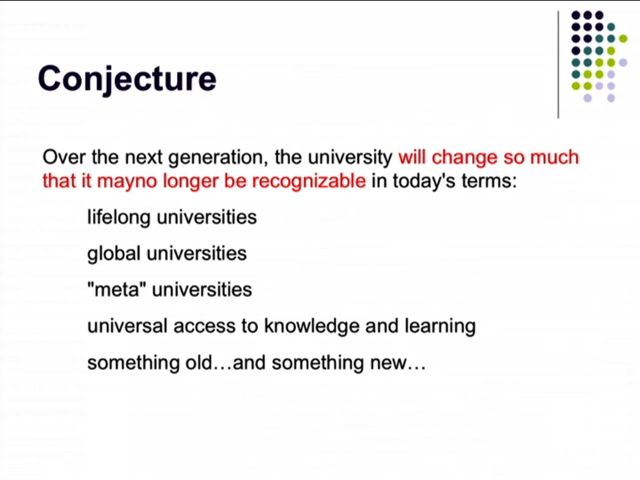 Conjecture
Over the next generation, the university will change so much
that it mayno longer be recognizable in today's terms:
lifelong universities
global universities
"meta" universities
universal access to knowledge and learning
something old…and something new…